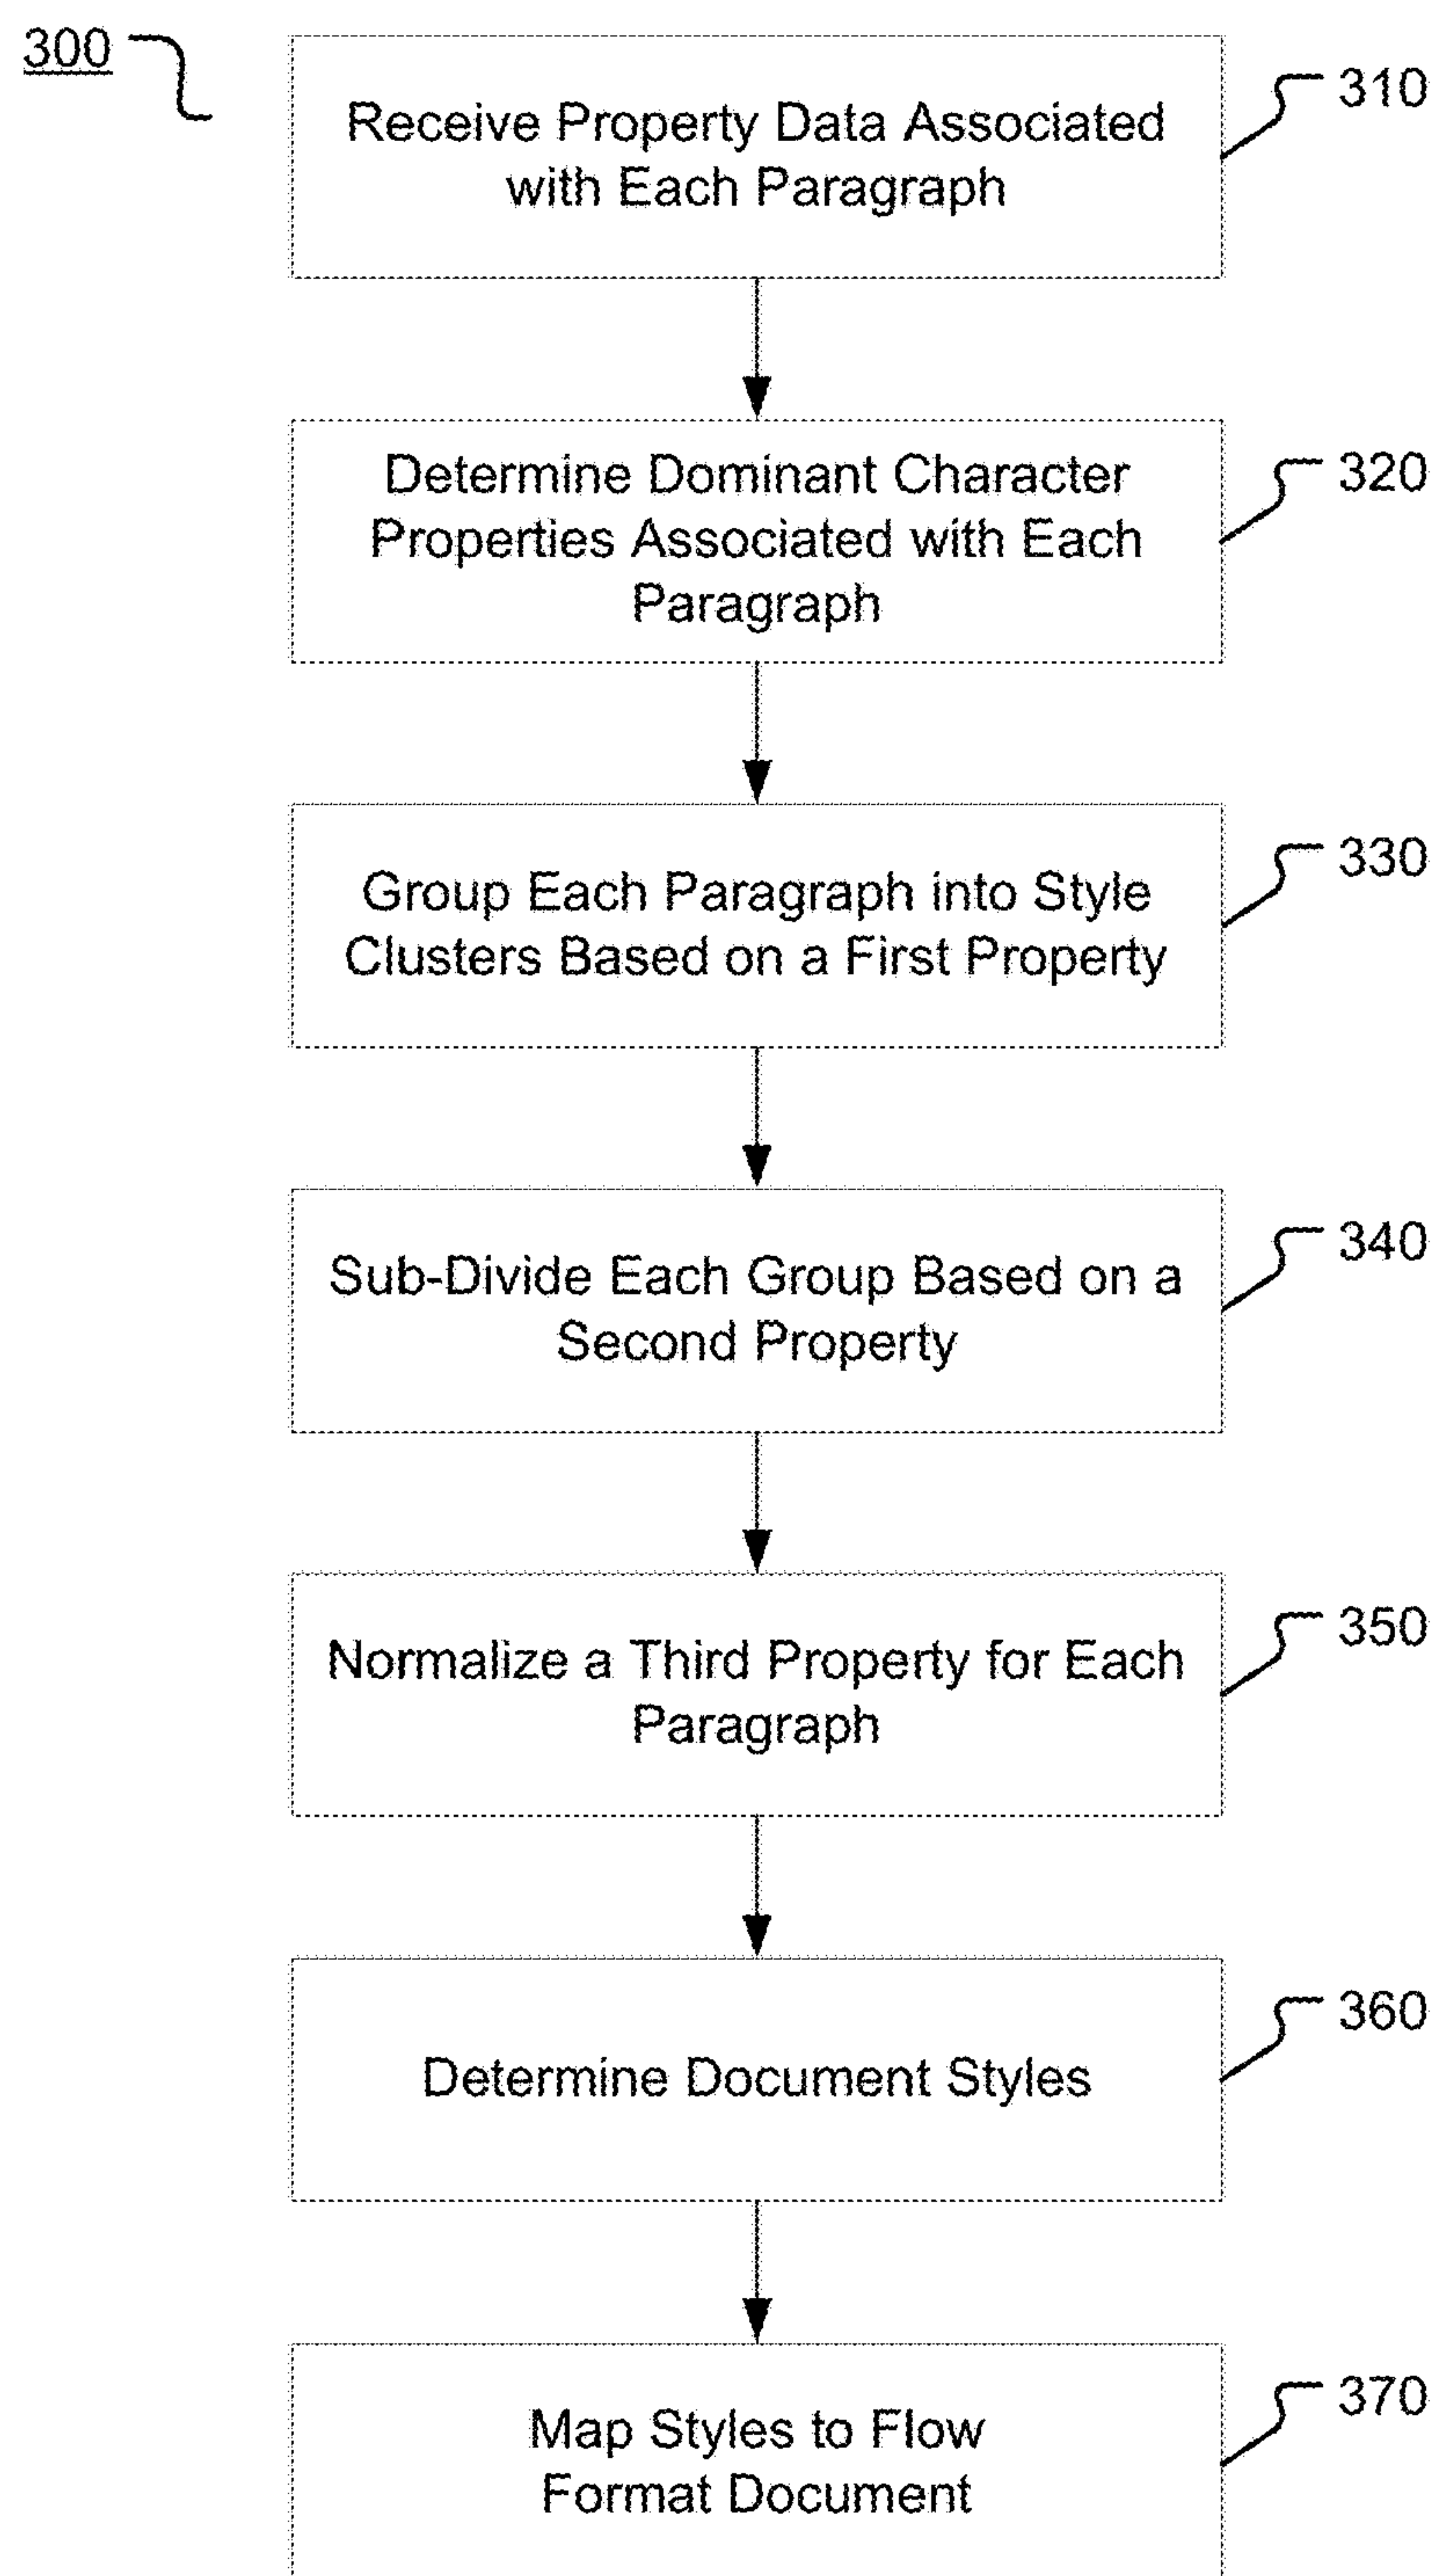 300
Receive Property Data Associated
with Each Paragraph
310
Determine Dominant Character
Properties Associated with Each
Paragraph
320
Group Each Paragraph into Style
Clusters Based on a First Property
330
Sub-Divide Each Group Based on a
Second Property
340
Normalize a Third Property for Each
Paragraph
350
Determine Document Styles
360
Map Styles to Flow
Format Document
370